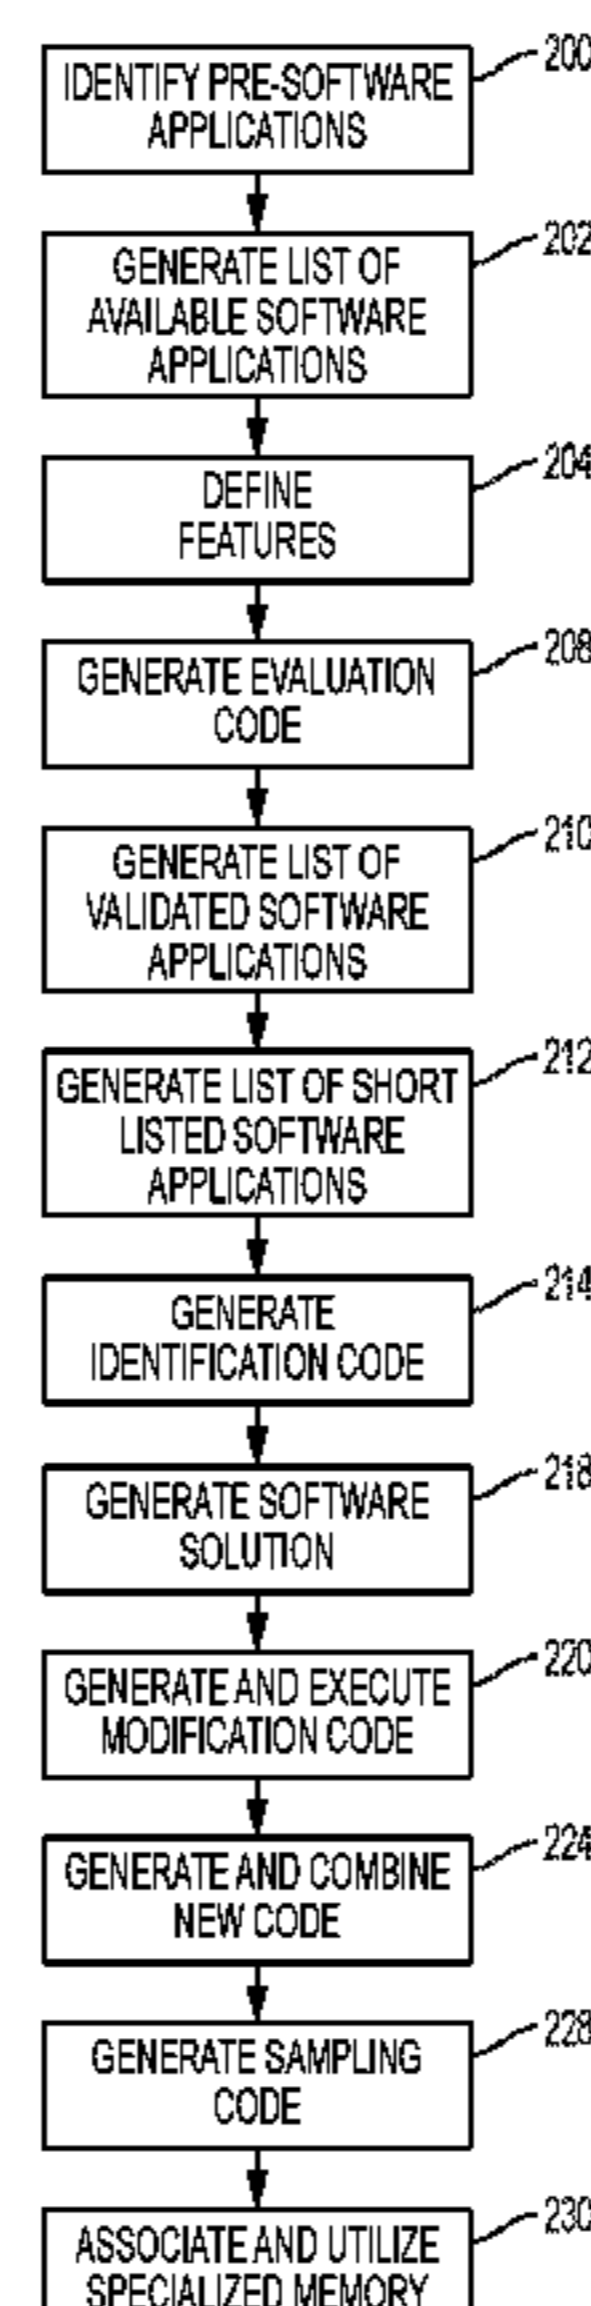 200
IDENTIFY PRE-SOFTWARE
APPLICATIONS
202
GENERATE LIST OF
AVAILABLE SOFTWARE
APPLICATIONS
204
DEFINE
FEATURES
208
GENERATE EVALUATION
CODE
210
GENERATE LIST OF
VALIDATED SOFTWARE
APPLICATIONS
212
GENERATE LIST OF SHORT
LISTED SOFTWARE
APPLICATIONS
214
GENERATE
IDENTIFICATION CODE
218
GENERATE SOFTWARE
SOLUTION
220
GENERATE AND EXECUTE
MODIFICATION CODE
224
GENERATE AND COMBINE
NEW CODE
228
GENERATE SAMPLING
CODE
230
ASSOCIATE AND UTILIZE
SPECIALIZED MEMORY